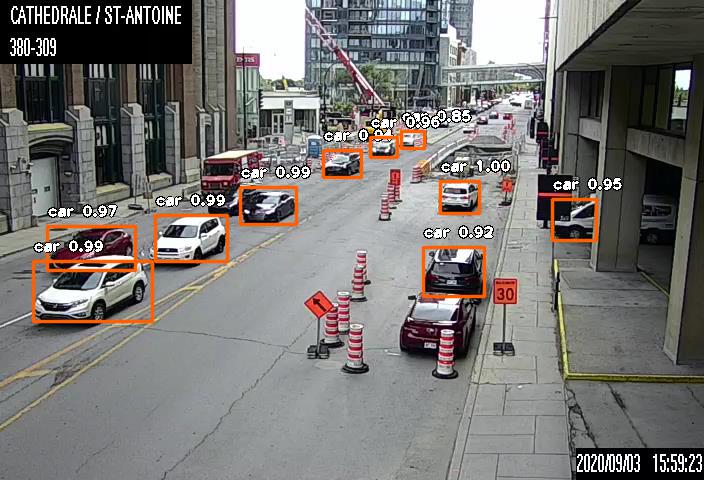 CATHEDRALE / ST-ANTOINE
380-309
0.85
car 0.96
car 0.99
car 1.00
car 0.99
car 0.95
car 0.99
car 0.97
car 0.99
car 0.92
30
2020/09/03 15:59:23